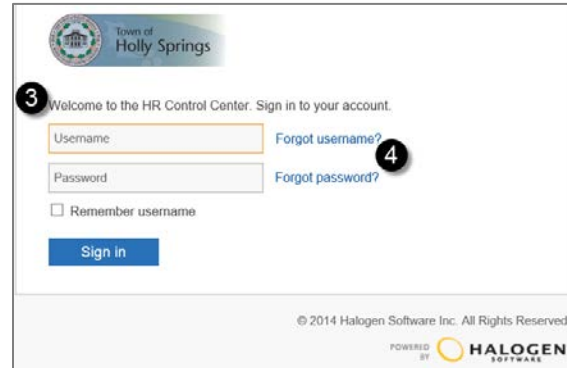 Town of
Holly Springs
3
Welcome to the HR Control Center. Sign in to your account.
Username Forgot username?
4
Password Forgot password?
Remember username
Sign in
© 2014 Halogen Software Inc. All Rights Reserved
POWERED BY HALOGEN SOFTWARE